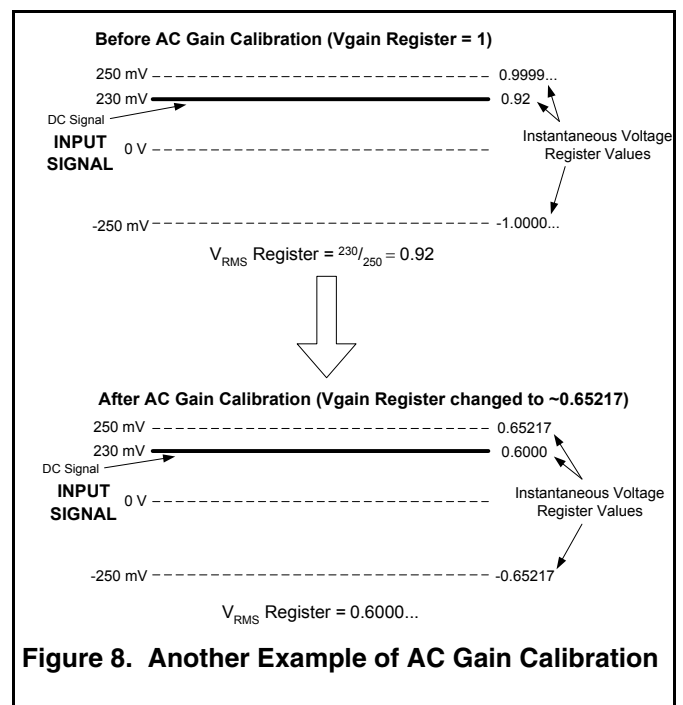 Before AC Gain Calibration (Vgain Register = 1)
250 mV 0.9999...
230 mV 0.92
DC Signal
INPUT SIGNAL
0 V
Instantaneous Voltage Register Values
-250 mV -1.0000...
VRMS Register = 230/250 = 0.92
After AC Gain Calibration (Vgain Register changed to ~0.65217)
250 mV 0.65217
230 mV 0.6000
DC Signal
INPUT SIGNAL
0 V
Instantaneous Voltage Register Values
-250 mV -0.65217
VRMS Register = 0.6000...
Figure 8. Another Example of AC Gain Calibration